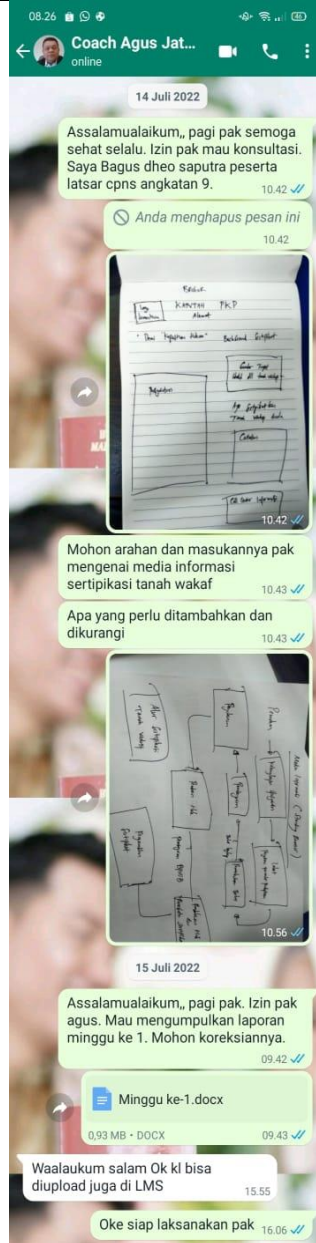 08.26
Coach Agus Jat...
online
14 Juli 2022
Assalamualaikum,, pagi pak semoga
sehat selalu. Izin pak mau konsultasi.
Saya Bagus dheo saputra peserta
latsar cpns angkatan 9.
10.42
Anda menghapus pesan ini
10.42
KANTAH PKP
Alamat
Background Sertipikat
Persyaratan
10.42
Mohon arahan dan masukannya pak
mengenai media informasi
sertipikasi tanah wakaf
10.43
Apa yang perlu ditambahkan dan
dikurangi
10.43
10.56
15 Juli 2022
Assalamualaikum,, pagi pak. Izin pak
agus. Mau mengumpulkan laporan
minggu ke 1. Mohon koreksiannya.
09.42
Minggu ke-1.docx
0,93 MB • DOCX
09.43
Waalaukum salam Ok kl bisa
diupload juga di LMS
15.55
Oke siap laksanakan pak
16.06